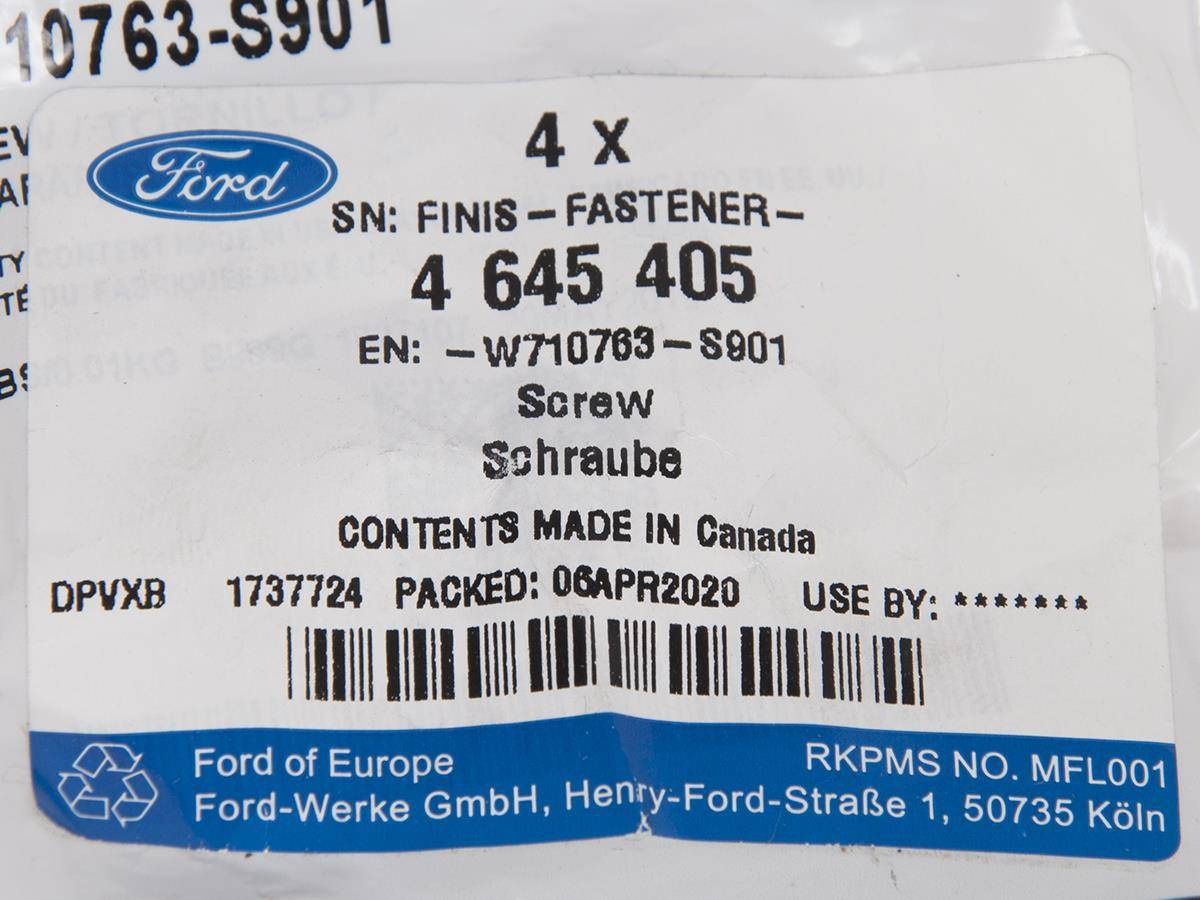 10763-S901
Ford
4 x
SN: FINIS-FASTENER-
4 645 405
EN: -W710763-S901
Screw
Schraube
CONTENTS MADE IN Canada
DPVXB 1737724 PACKED: 06APR2020 USE BY: *******
Ford of Europe
RKPMS NO. MFL001
Ford-Werke GmbH, Henry-Ford-Straße 1, 50735 Köln